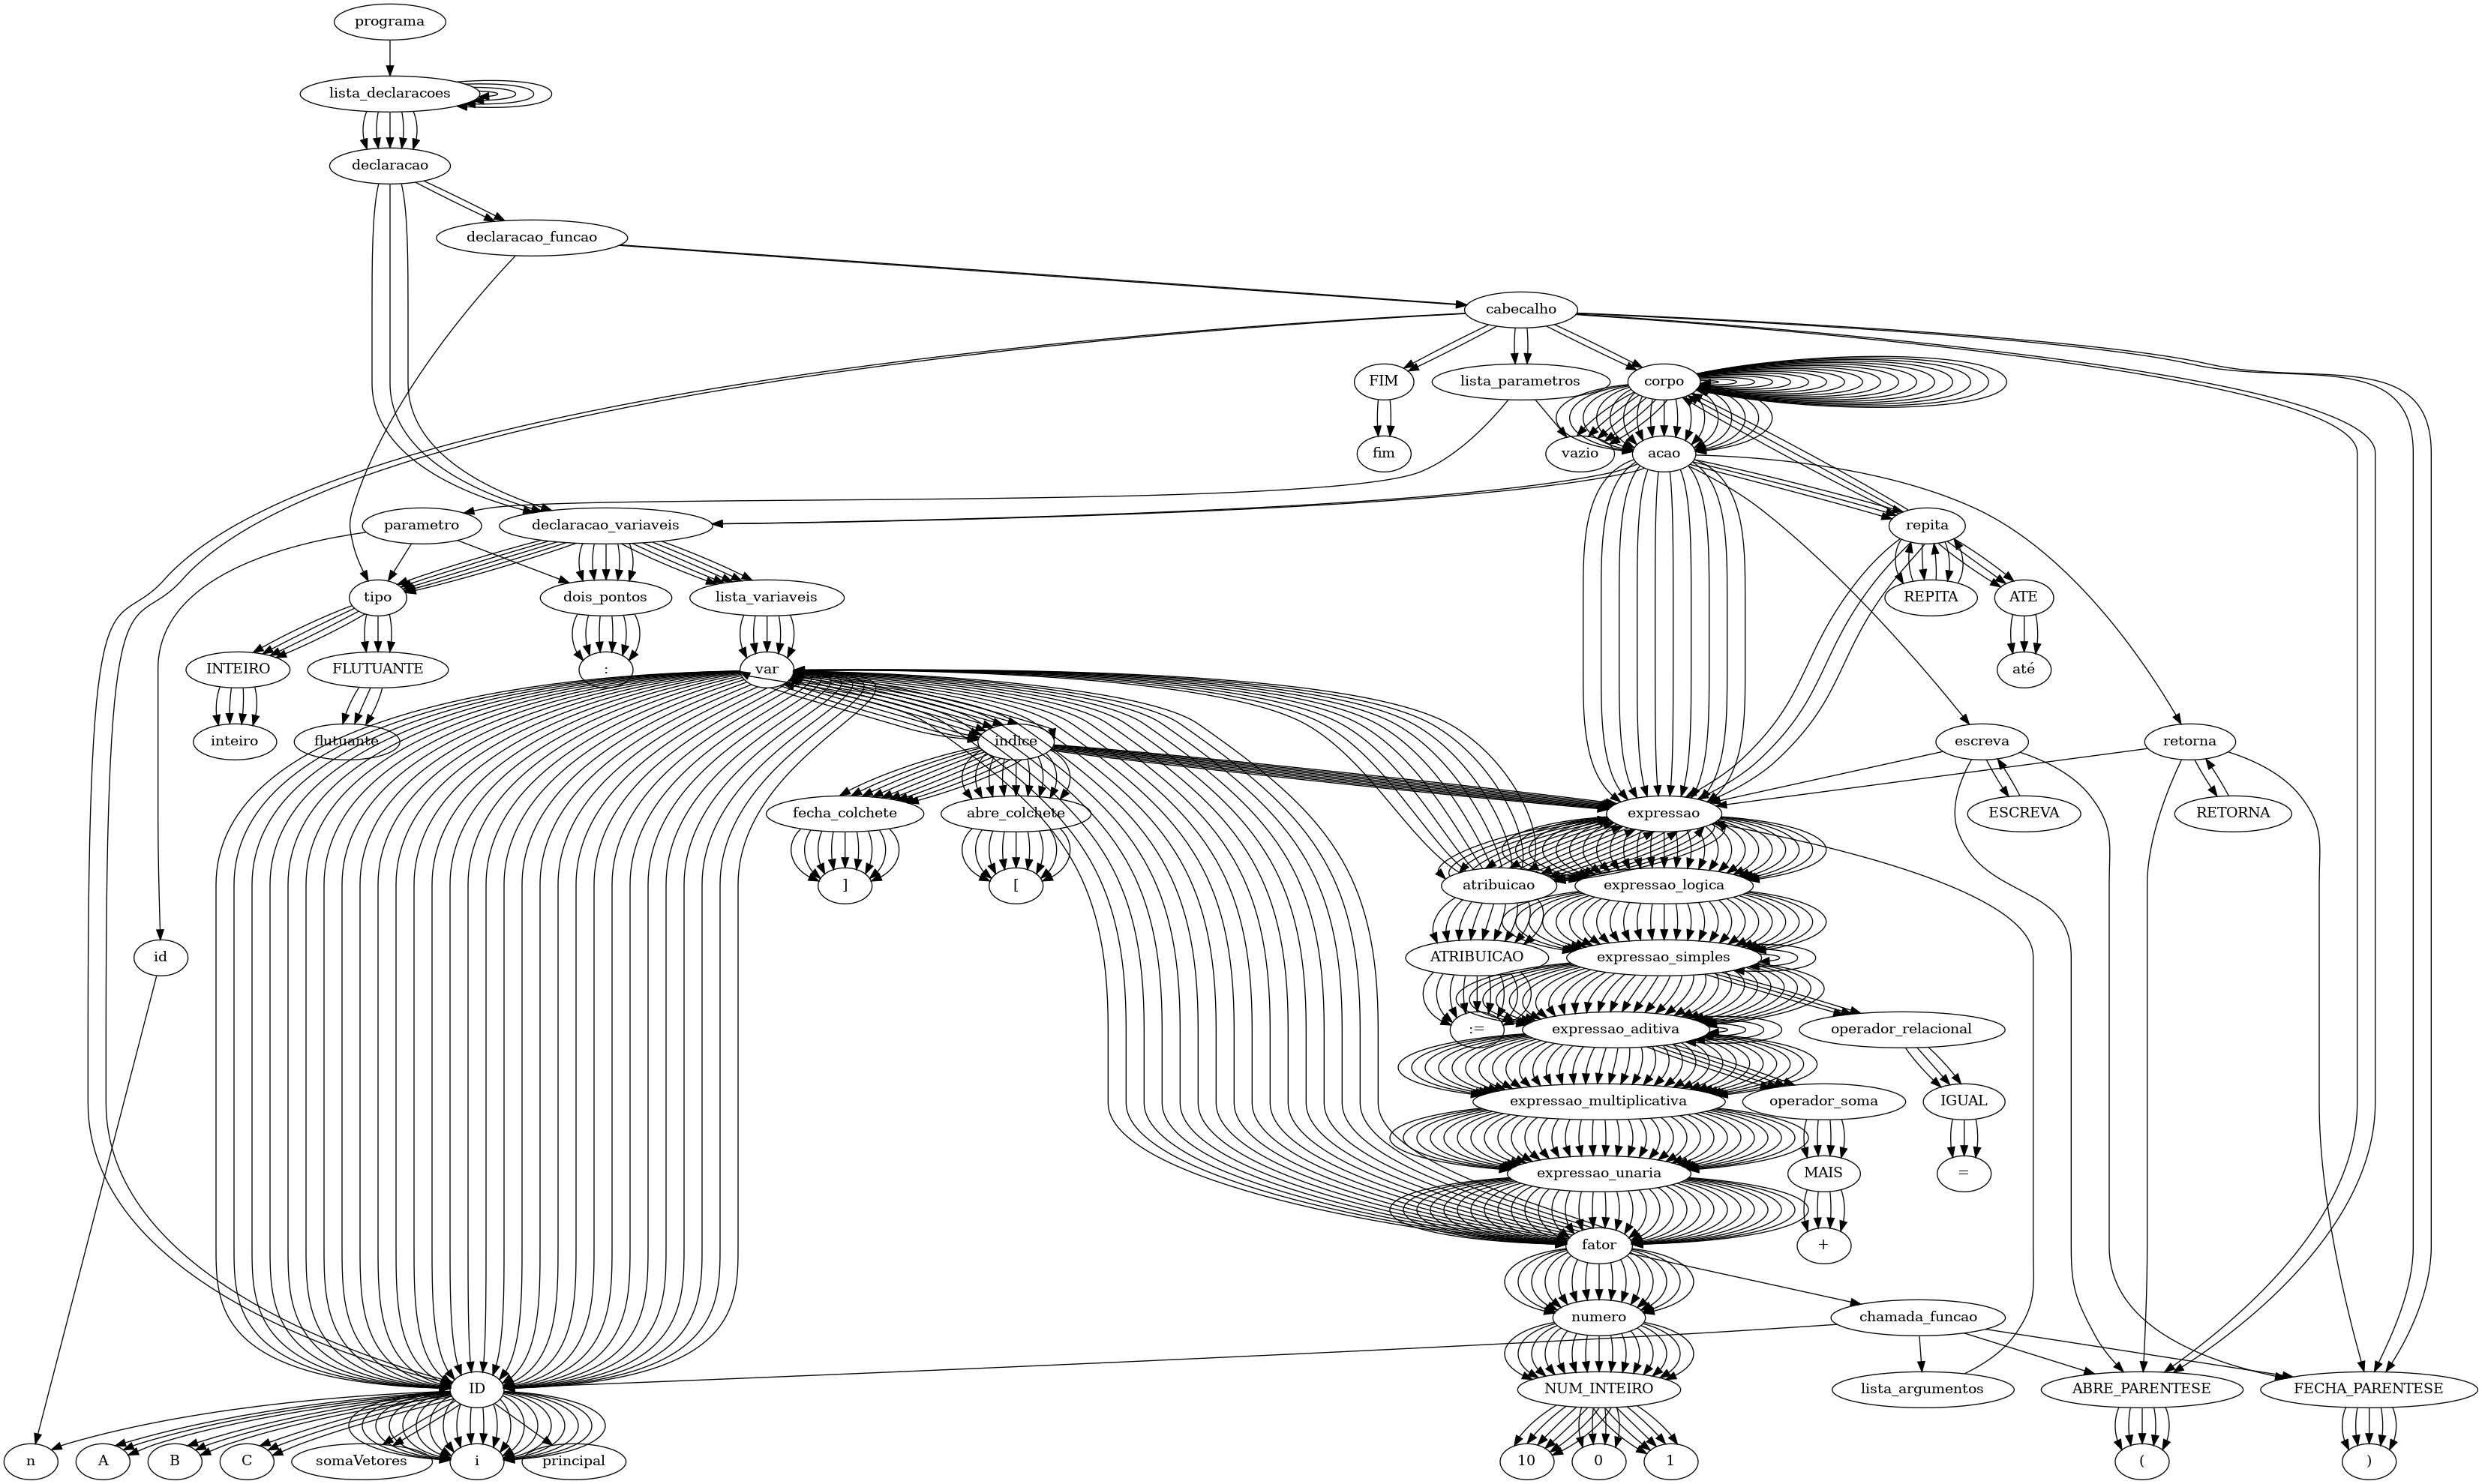 programa
lista_declaracoes
declaracao
declaracao_funcao
cabecalho
FIM
lista_parametros
corpo
fim
vazio
acao
parametro
declaracao_variaveis
repita
tipo
dois_pontos
lista_variaveis
REPITA
ATE
INTEIRO
FLUTUANTE
:
var
até
inteiro
flutuante
indice
escreva
retorna
fecha_colchete
abre_colchete
expressao
ESCREVA
RETORNA
]
[
atribuicao
expressao_logica
id
ATRIBUICAO
expressao_simples
:=
expressao_aditiva
operador_relacional
expressao_multiplicativa
operador_soma
IGUAL
expressao_unaria
MAIS
=
fator
+
numero
chamada_funcao
ID
NUM_INTEIRO
lista_argumentos
ABRE_PARENTESE
FECHA_PARENTESE
n
A
B
C
somaVetores
i
principal
10
0
1
(
)